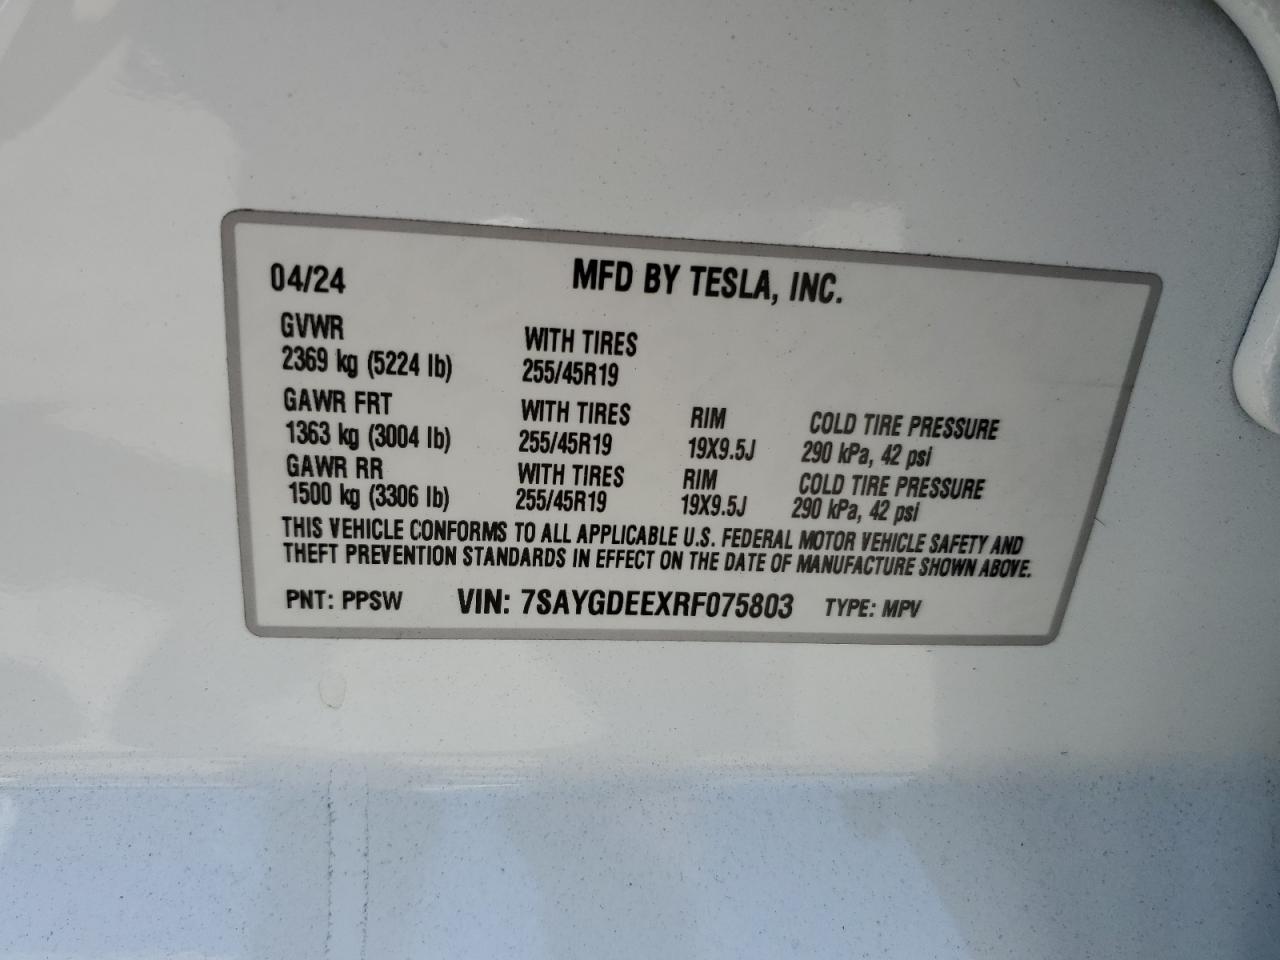 04/24 MFD BY TESLA, INC.
GVWR WITH TIRES
2369 kg (5224 lb) 255/45R19
GAWR FRT WITH TIRES RIM COLD TIRE PRESSURE
1363 kg (3004 lb) 255/45R19 19X9.5J 290 kPa, 42 psi
GAWR RR WITH TIRES RIM COLD TIRE PRESSURE
1500 kg (3306 lb) 255/45R19 19X9.5J 290 kPa, 42 psi
THIS VEHICLE CONFORMS TO ALL APPLICABLE U.S. FEDERAL MOTOR VEHICLE SAFETY AND
THEFT PREVENTION STANDARDS IN EFFECT ON THE DATE OF MANUFACTURE SHOWN ABOVE.
PNT: PPSW VIN: 7SAYGDEEXRF075803 TYPE: MPV